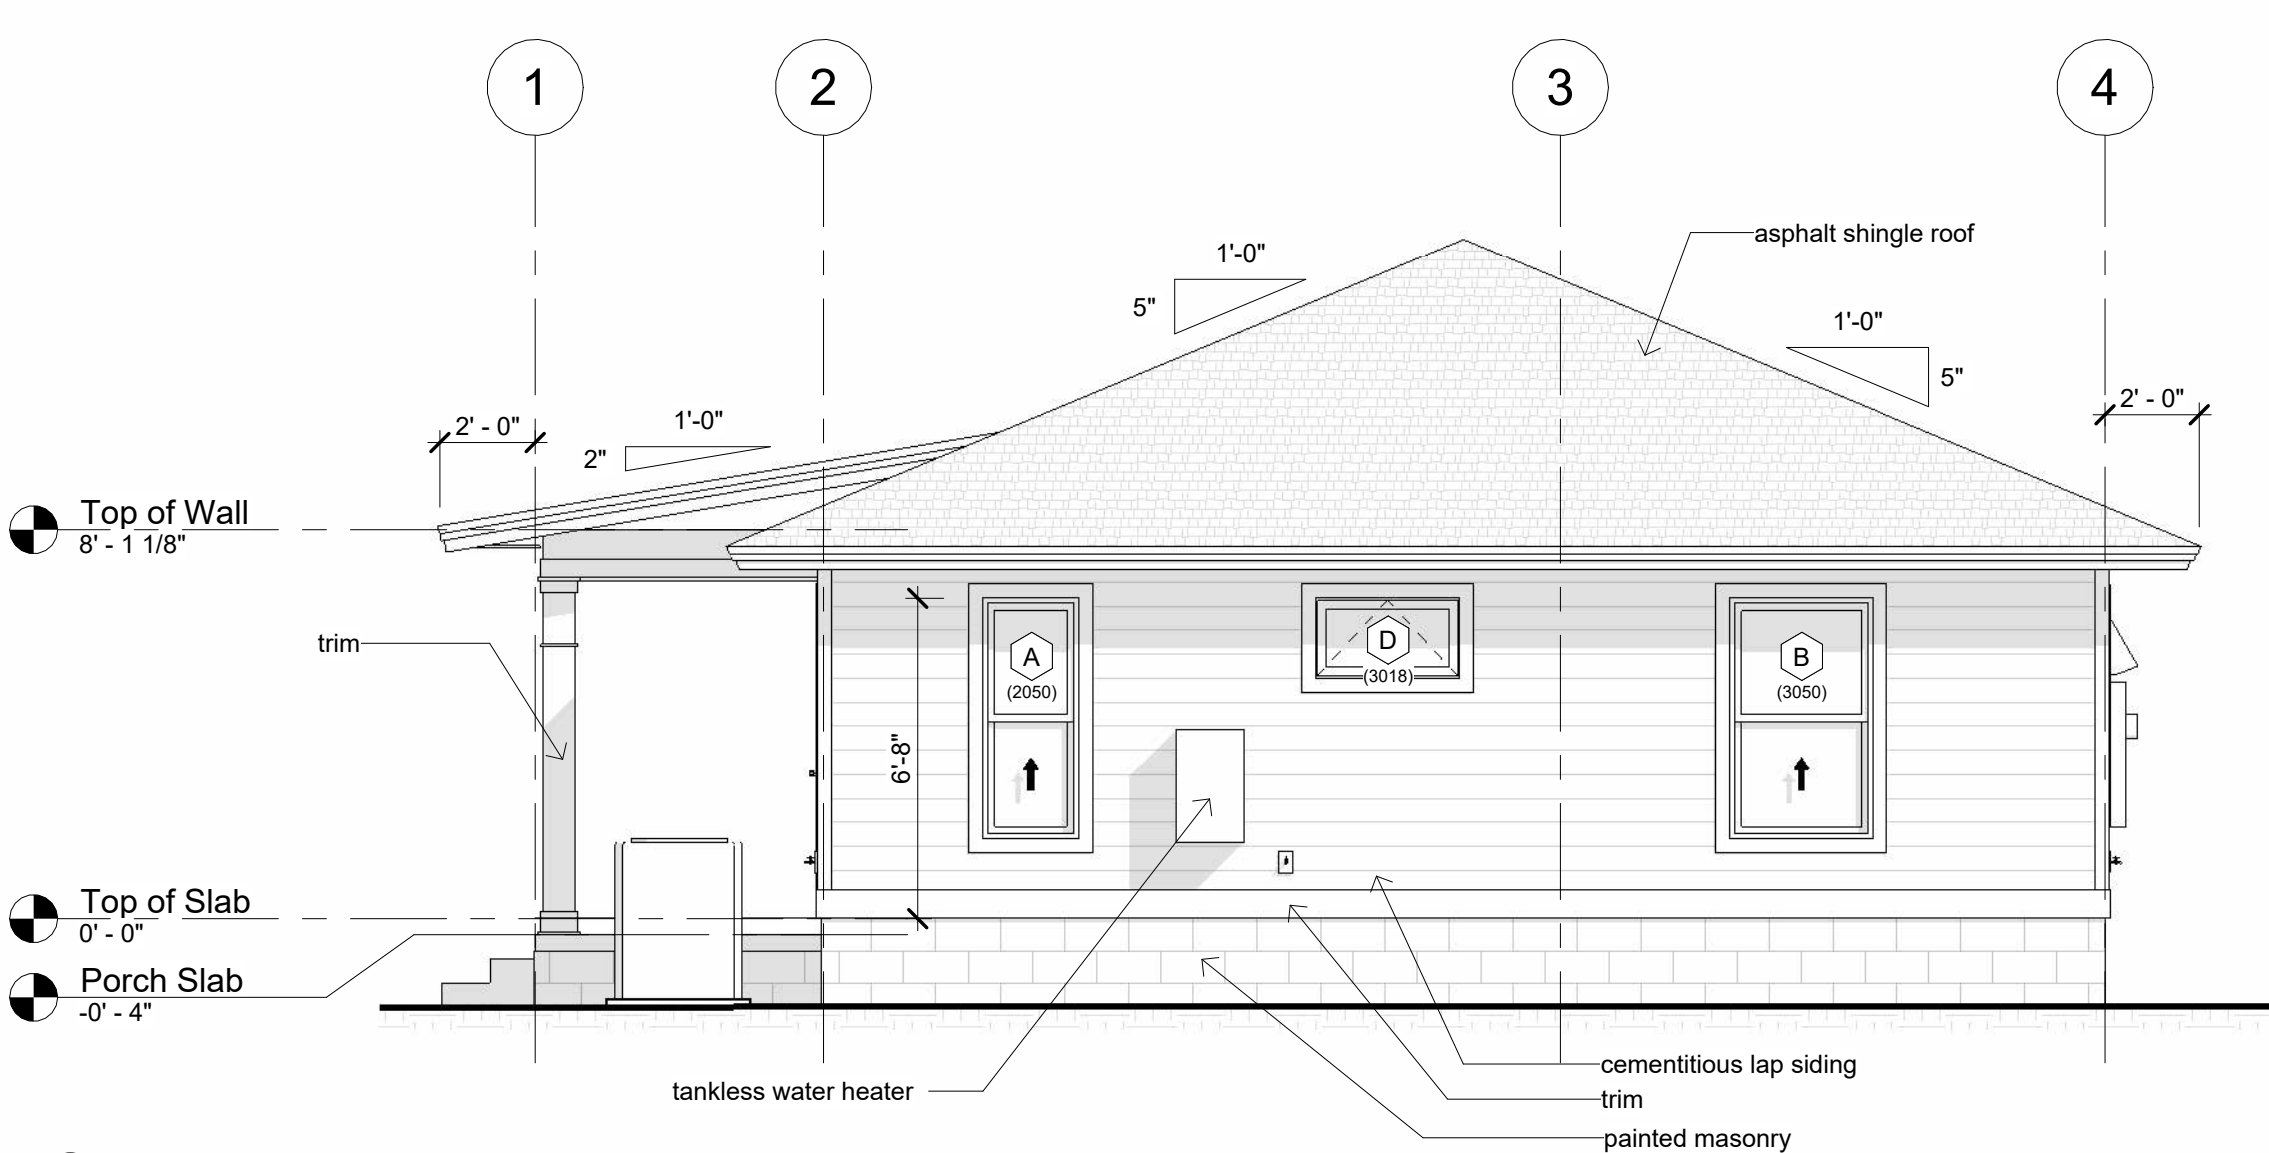 1
2
3
4
asphalt shingle roof
1'-0"
5"
1'-0"
5"
2' - 0"
2' - 0"
1'-0"
2"
Top of Wall
8' - 1 1/8"
trim
A
(2050)
D
(3018)
B
(3050)
6'-8"
Top of Slab
0' - 0"
Porch Slab
-0' - 4"
cementitious lap siding
tankless water heater
trim
painted masonry